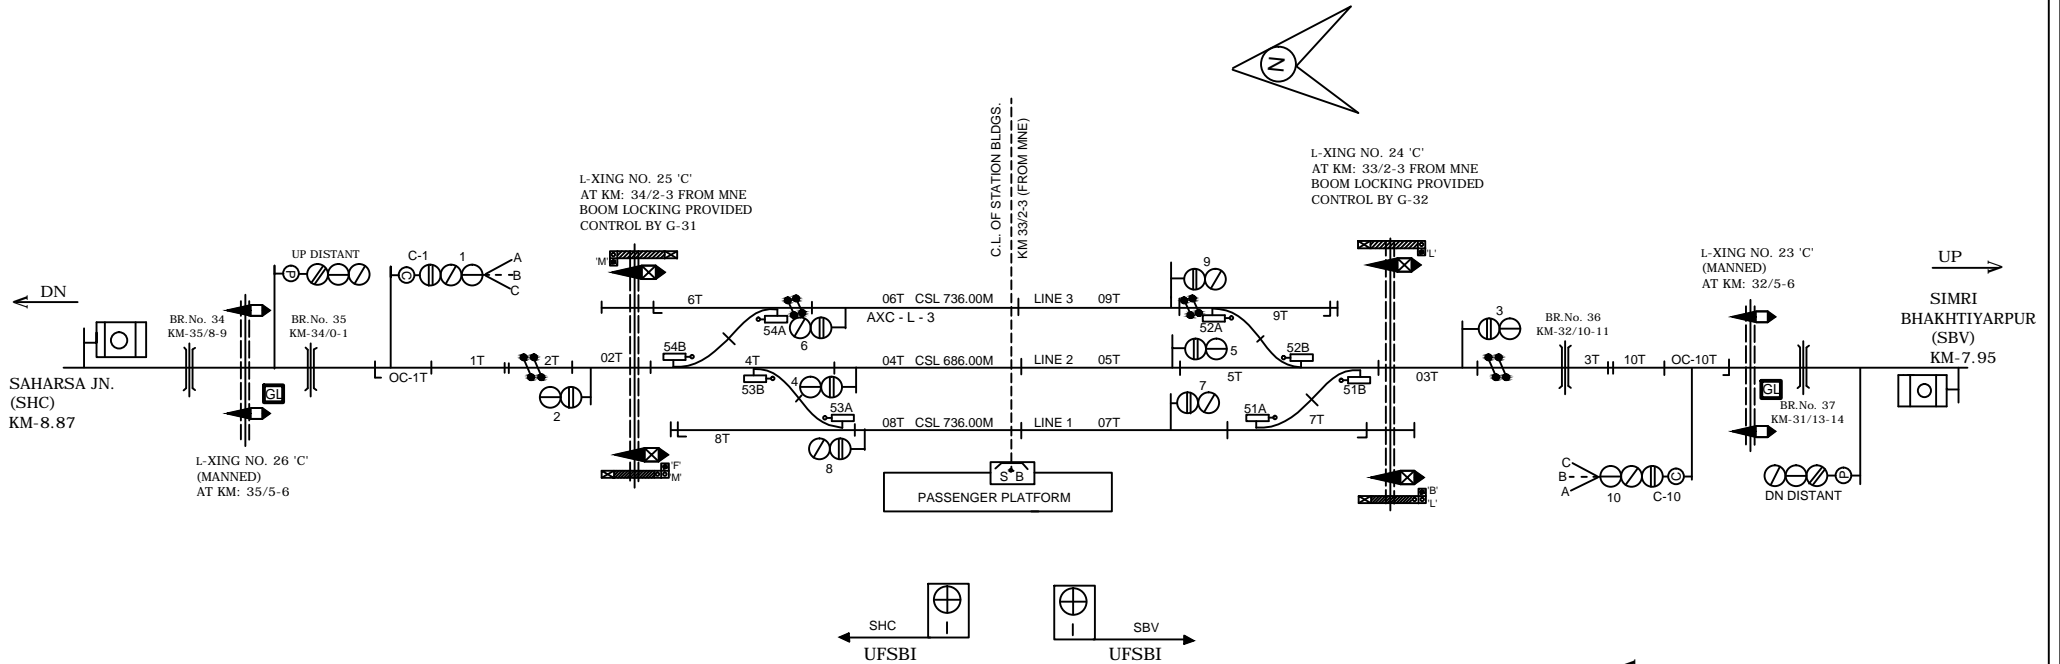 N
C.L. OF STATION BLDGS.
KM 33/2-3 (FROM MNE)
L-XING NO. 24 'C'
AT KM: 33/2-3 FROM MNE
BOOM LOCKING PROVIDED
CONTROL BY G-32
L-XING NO. 25 'C'
AT KM: 34/2-3 FROM MNE
BOOM LOCKING PROVIDED
CONTROL BY G-31
UP DISTANT
P
C-1
1
C
A
B
C
'M'
'L'
9
L-XING NO. 23 'C'
(MANNED)
AT KM: 32/5-6
UP
DN
SIMRI
BHAKHTIYARPUR
(SBV)
KM-7.95
BR.No. 34
KM-35/8-9
BR.No. 35
KM-34/0-1
6T
06T CSL 736.00M
LINE 3
09T
AXC - L - 3
9T
54A
6
52A
3
BR.No. 36
KM-32/10-11
SAHARSA JN.
(SHC)
KM-8.87
GL
OC-1T
1T
2T
02T
54B
4T
04T CSL 686.00M
LINE 2
05T
5
5T
52B
03T
3T
10T
OC-10T
GL
BR.No. 37
KM-31/13-14
2
53B
4
53A
7
51A
51B
7T
8T
08T CSL 736.00M
LINE 1
07T
8
L-XING NO. 26 'C'
(MANNED)
AT KM: 35/5-6
'F'
'M'
S B
PASSENGER PLATFORM
'B'
'L'
C
B
A
10
C-10
C
DN DISTANT
P
SHC
UFSBI
SBV
UFSBI